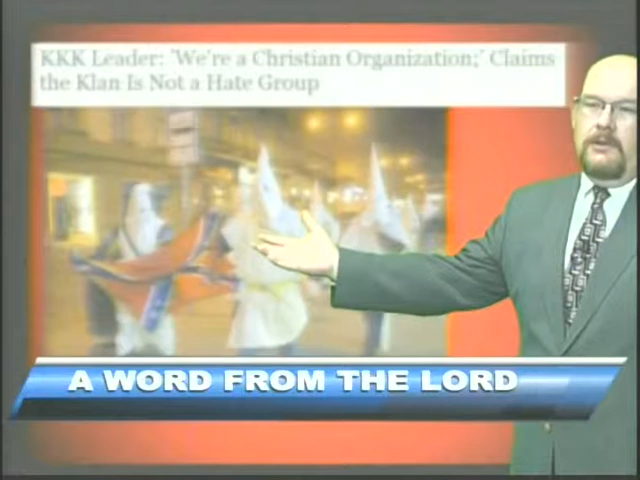 KKK Leader: 'We're a Christian Organization;' Claims
the Klan Is Not a Hate Group
A WORD FROM THE LORD